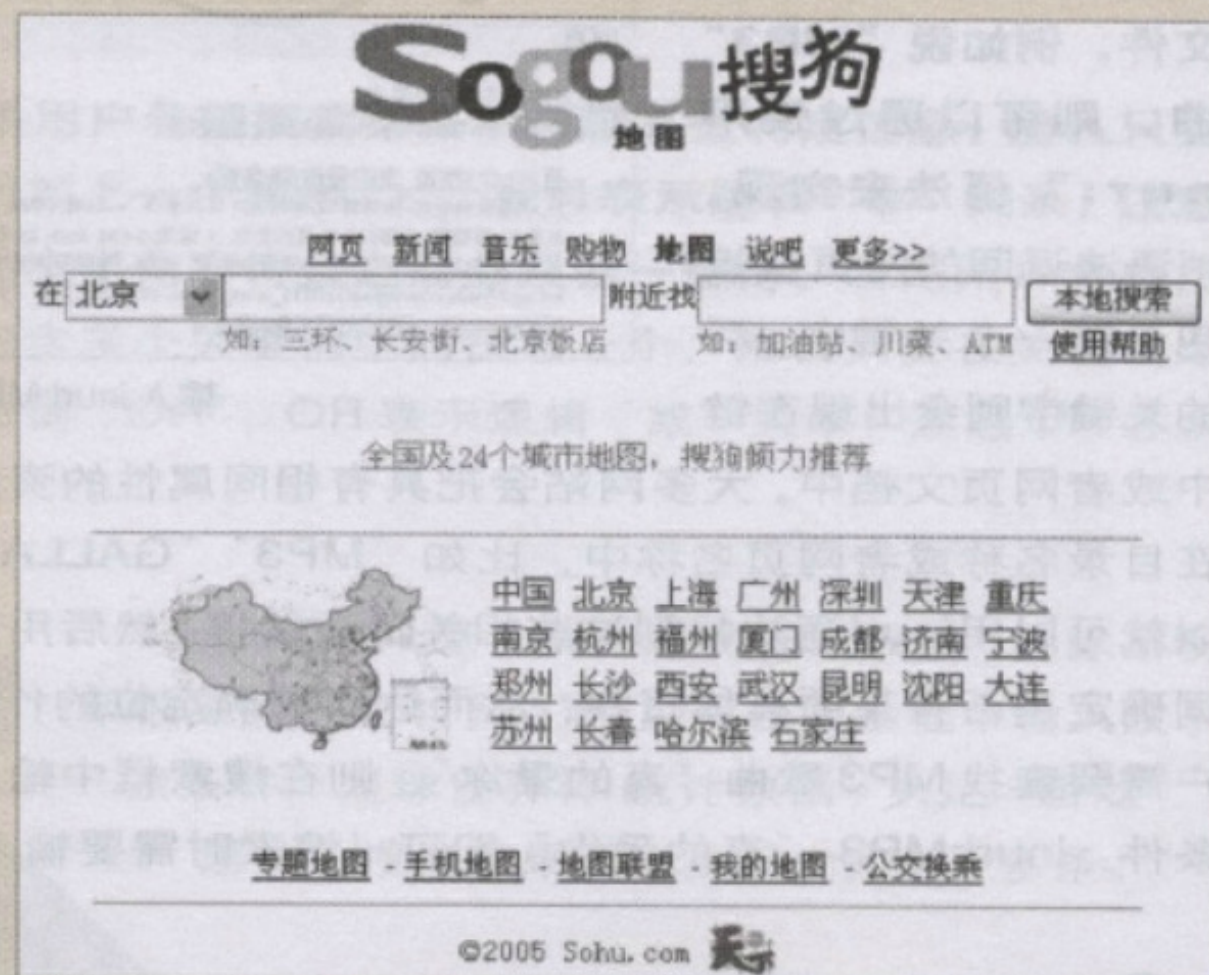 Sogou搜狗
地图
网页 新闻 音乐 购物 地图 说吧 更多>>
在 北京 附近找 本地搜索
如：三环、长安街、北京饭店 如：加油站、川菜、ATM 使用帮助
全国及24个城市地图，搜狗倾力推荐
中国 北京 上海 广州 深圳 天津 重庆
南京 杭州 福州 厦门 成都 济南 宁波
郑州 长沙 西安 武汉 昆明 沈阳 大连
苏州 长春 哈尔滨 石家庄
专题地图 - 手机地图 - 地图联盟 - 我的地图 - 公交换乘
©2005 Sohu.com